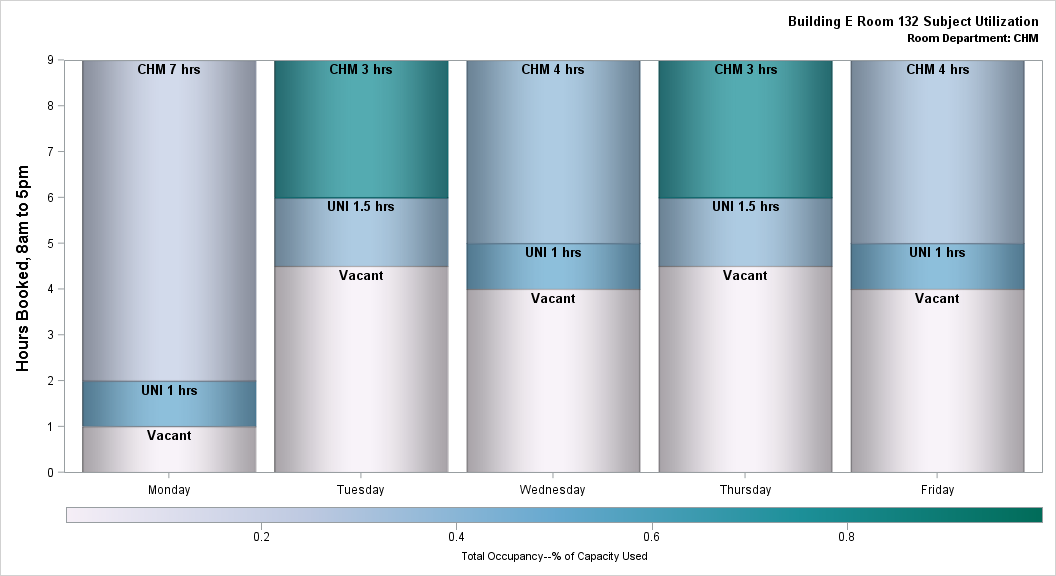 Building E Room 132 Subject Utilization
Room Department: CHM
Hours Booked, 8am to 5pm
9
8
7
6
5
4
3
2
1
0
CHM 7 hrs
UNI 1 hrs
Vacant
CHM 3 hrs
UNI 1.5 hrs
Vacant
CHM 4 hrs
UNI 1 hrs
Vacant
CHM 3 hrs
UNI 1.5 hrs
Vacant
CHM 4 hrs
UNI 1 hrs
Vacant
Monday Tuesday Wednesday Thursday Friday
0.2 0.4 0.6 0.8
Total Occupancy--% of Capacity Used